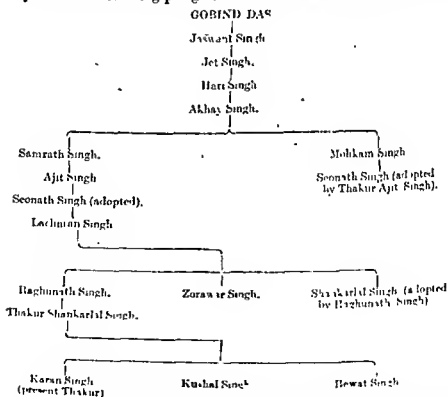 GOBIND DAS
Jaswant Singh
Jet Singh.
Hari Singh
Akhay Singh.
Samrath Singh.
Mohkam Singh
Ajit Singh
Seonath Singh (adopted
by Thakur Ajit Singh).
Seonath Singh (adopted).
Lachman Singh
Raghunath Singh.
Zorawar Singh.
Shankarlal Singh (adopted
by Raghunath Singh)
Thakur Shankarlal Singh.
Karan Singh
(present Thakur)
Kushal Singh
Bewat Singh